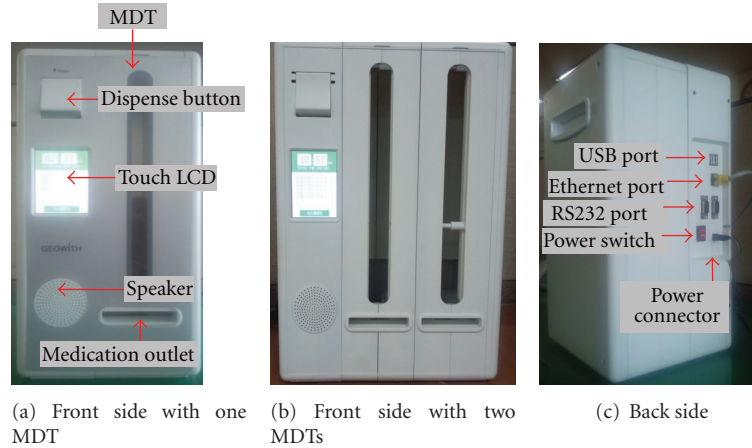 MDT
Dispense button
Touch LCD
GEOWITH
Speaker
Medication outlet
USB port
Ethernet port
RS232 port
Power switch
Power
connector
(a) Front side with one
MDT
(b) Front side with two
MDTs
(c) Back side